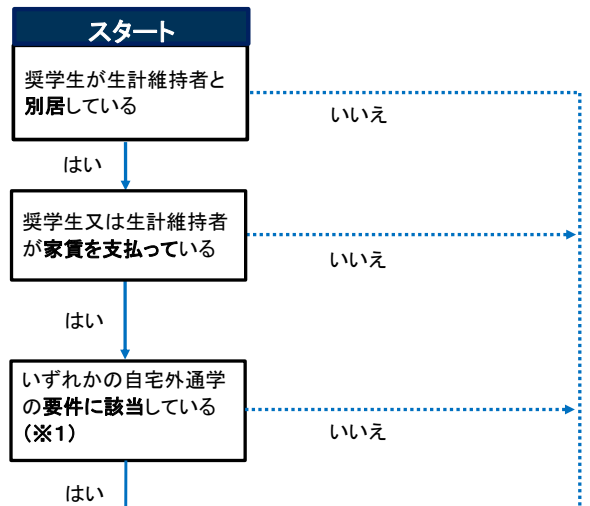 スタート
奨学生が生計維持者と
別居している
いいえ
はい
奨学生又は生計維持者
が家賃を支払っている
いいえ
はい
いずれかの自宅外通学
の要件に該当している
(※1)
いいえ
はい